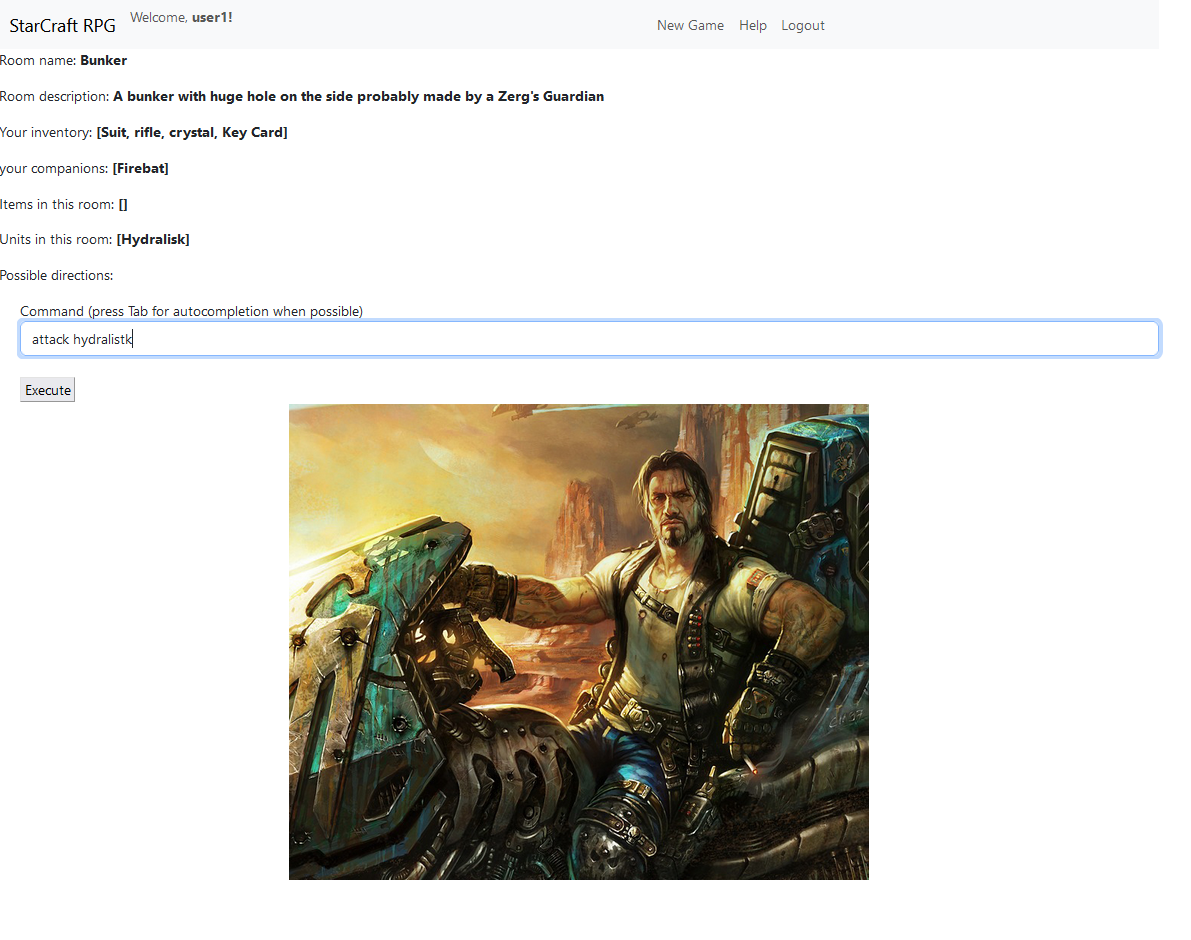 StarCraft RPG Welcome, user1! New Game Help Logout
Room name: Bunker
Room description: A bunker with huge hole on the side probably made by a Zerg's Guardian
Your inventory: [Suit, rifle, crystal, Key Card]
your companions: [Firebat]
Items in this room: []
Units in this room: [Hydralisk]
Possible directions:
Command (press Tab for autocompletion when possible)
attack hydralistk
Execute